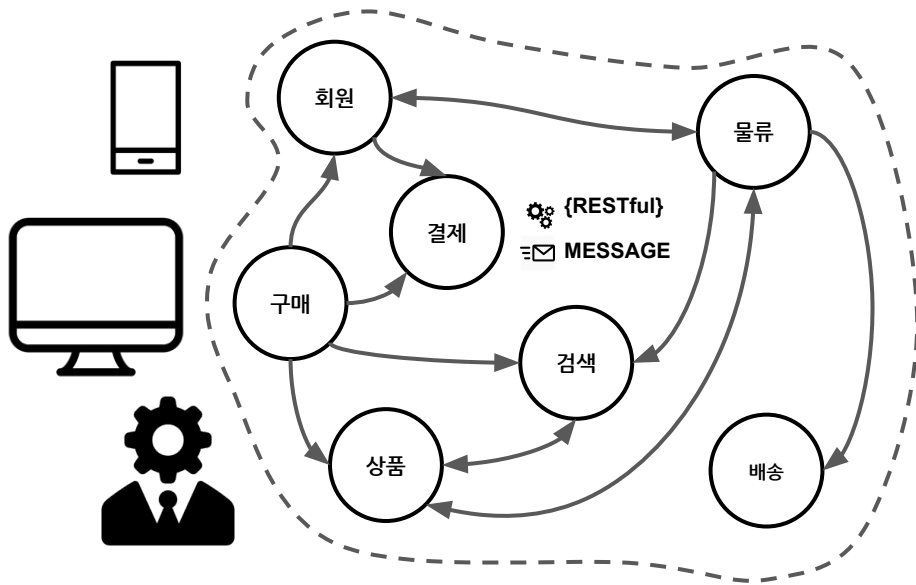 회원
물류
결제
{RESTful}
MESSAGE
구매
검색
상품
배송